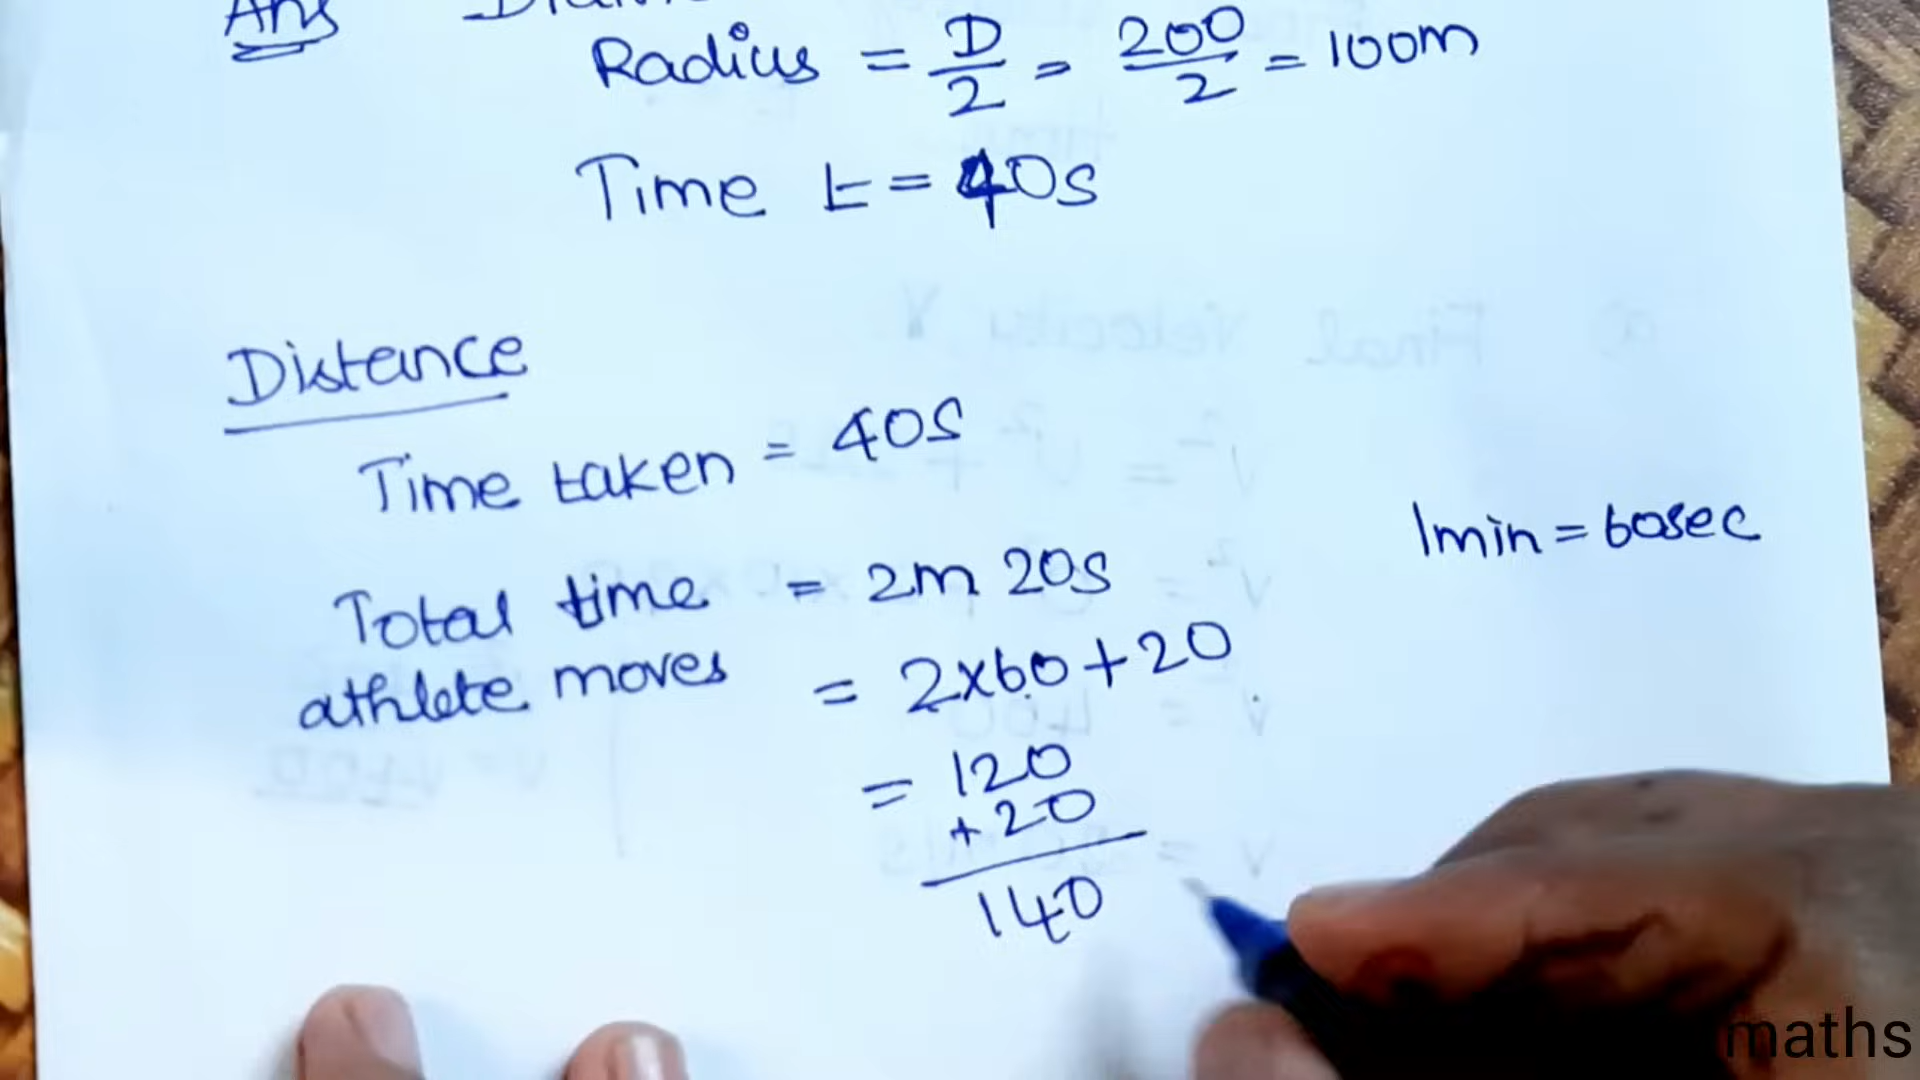 Ans
Radius = D/2 = 200/2 = 100m
Time t = 40s
Distance
Time taken = 40s
1min = 60sec
Total time = 2m 20s
athlete moves = 2x60+20
= 120
+ 20
140
maths